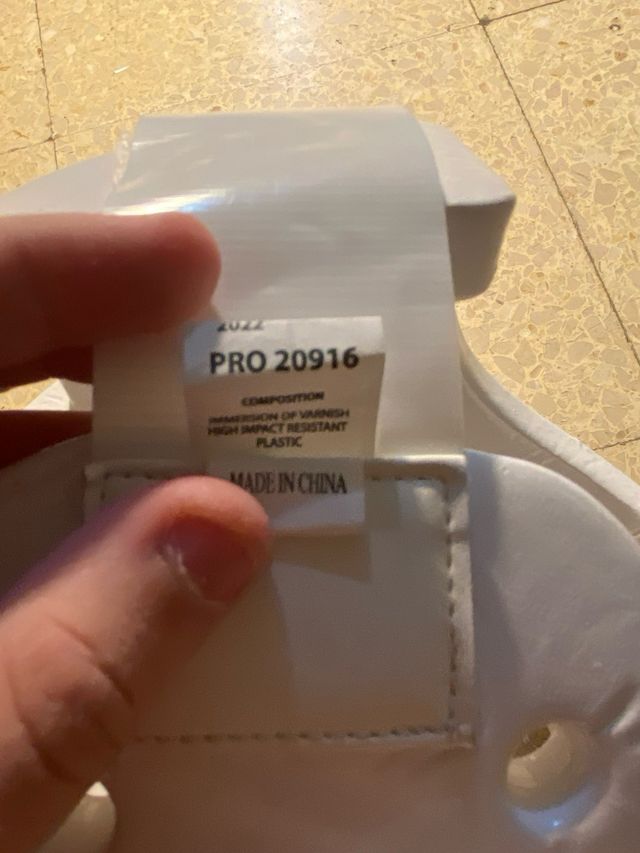 2022
PRO 20916
COMPOSITION
IMMERSION OF VARNISH
HIGH IMPACT RESISTANT
PLASTIC
MADE IN CHINA